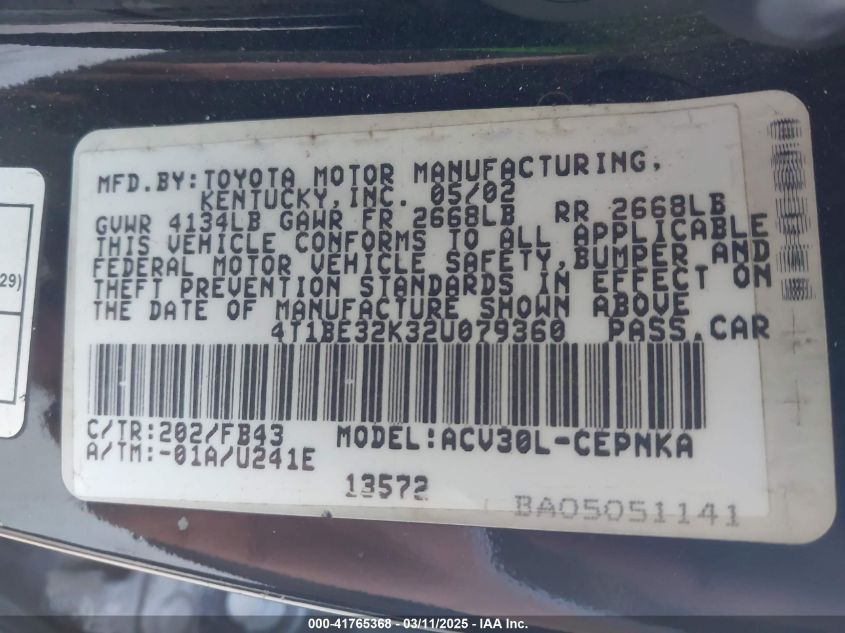 29)
MFD.BY:TOYOTA MOTOR MANUFACTURING,
KENTUCKY,INC. 05/02
GVWR 4134LB GAWR FR 2668LB RR 2668LB
THIS VEHICLE CONFORMS TO ALL APPLICABLE
FEDERAL MOTOR VEHICLE SAFETY,BUMPER AND
THEFT PREVENTION STANDARDS IN EFFECT ON
THE DATE OF MANUFACTURE SHOWN ABOVE
4T1BE32K32U079360 PASS.CAR
C/TR:202/FB43 MODEL:ACV30L-CEPNKA
A/TM:-01A/U241E
13572
BA05051141
000-41765368 - 03/11/2025 - IAA Inc.